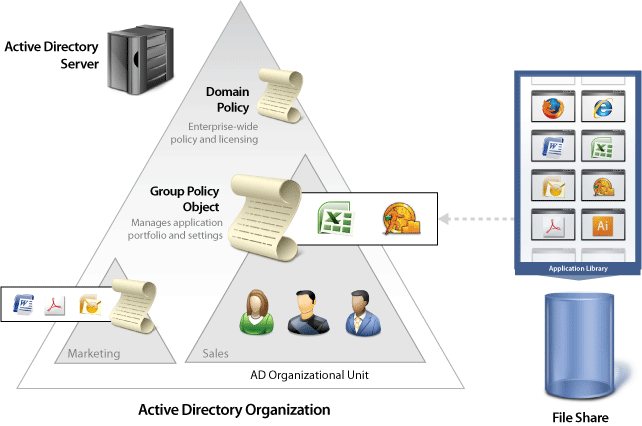 Active Directory
Server
Domain
Policy
Enterprise-wide
policy and licensing
Group Policy
Object
Manages application
portfolio and settings
Marketing
Sales
AD Organizational Unit
Active Directory Organization
Ai
Application Library
File Share